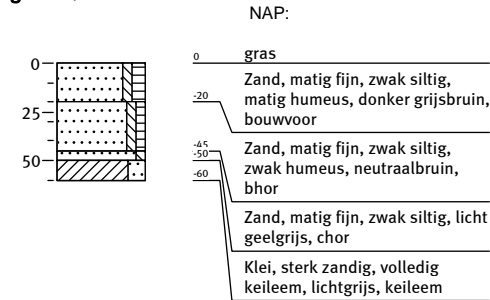 NAP:
0
25
50
0
-20
-45
-50
-60
gras
Zand, matig fijn, zwak siltig,
matig humeus, donker grijsbruin,
bouwvoor
Zand, matig fijn, zwak siltig,
zwak humeus, neutraalbruin,
bhor
Zand, matig fijn, zwak siltig, licht
geelgrijs, chor
Klei, sterk zandig, volledig
keileem, lichtgrijs, keileem